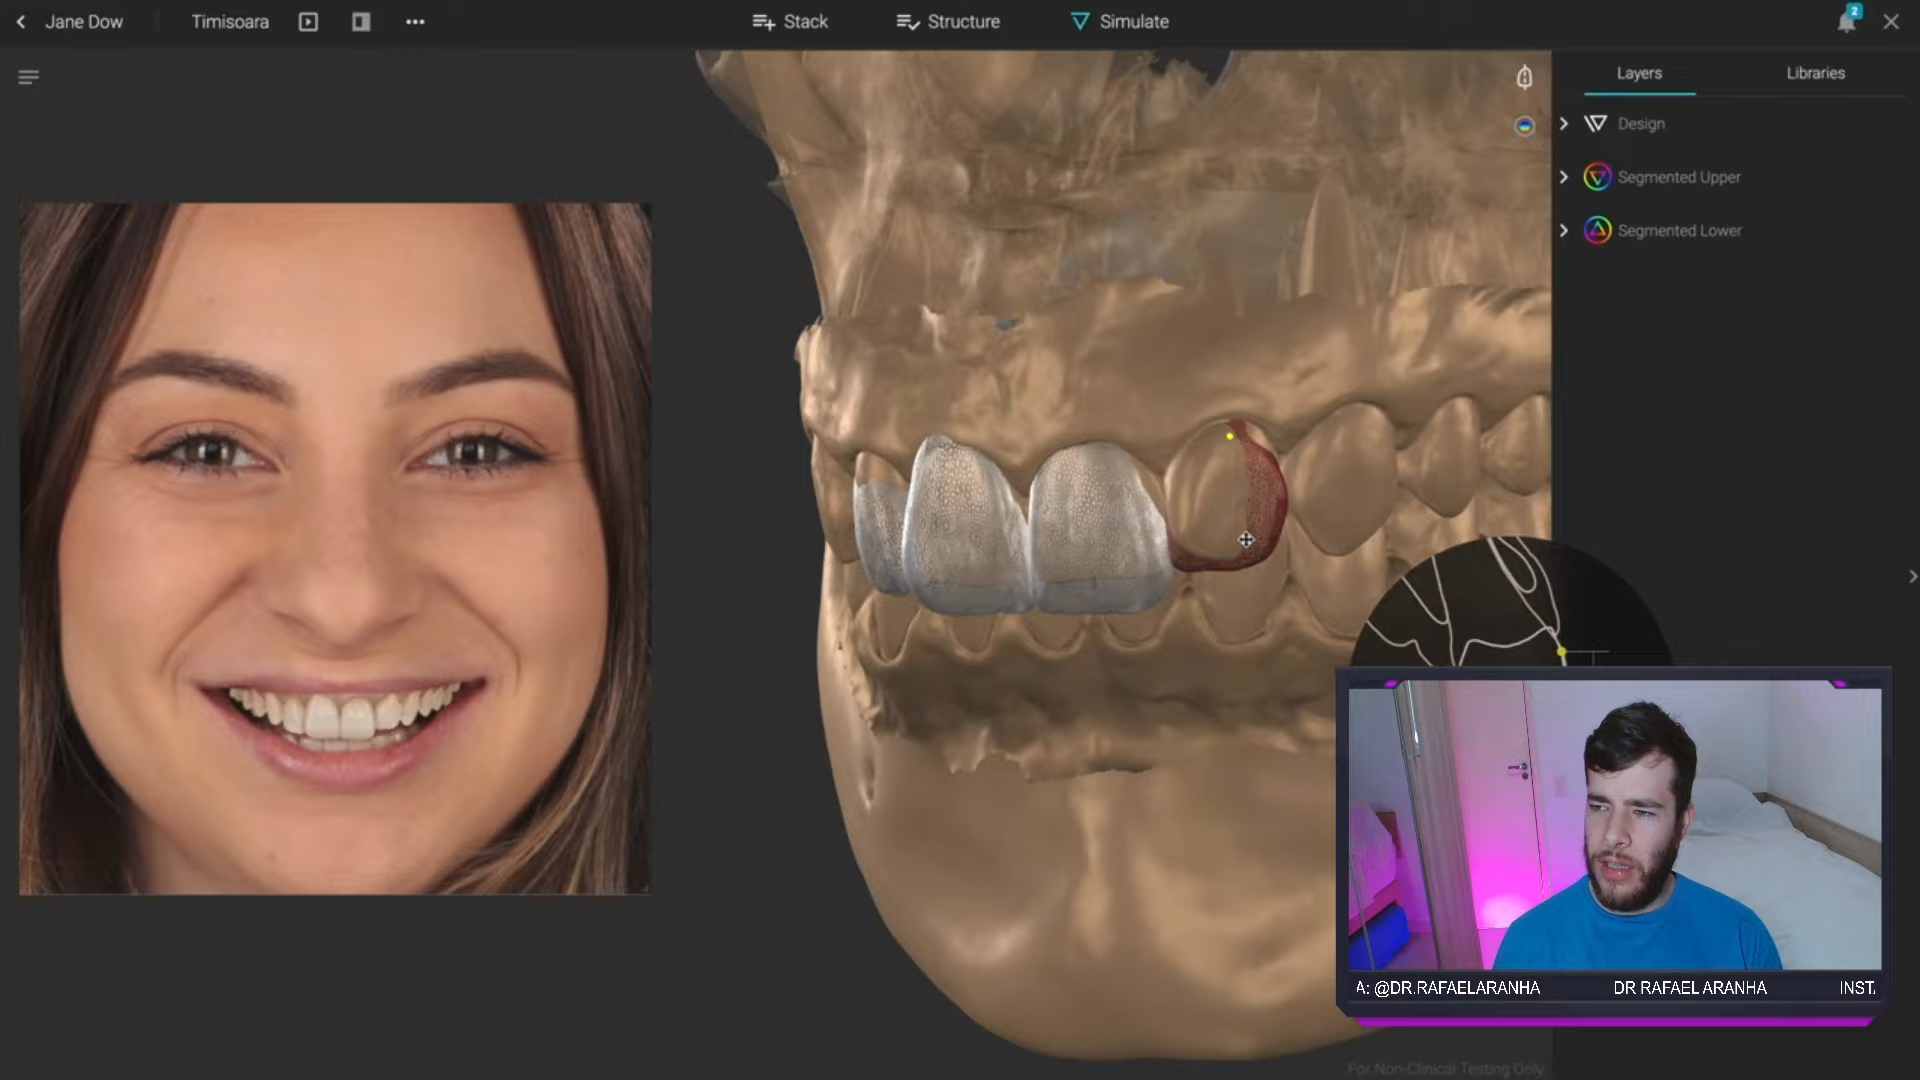 Jane Dow
Timisoara
Stack
Structure
Simulate
2
Layers
Libraries
Design
Segmented Upper
Segmented Lower
A: @DR.RAFAELARANHA
DR RAFAEL ARANHA
INST.
For Non-Clinical Testing Only